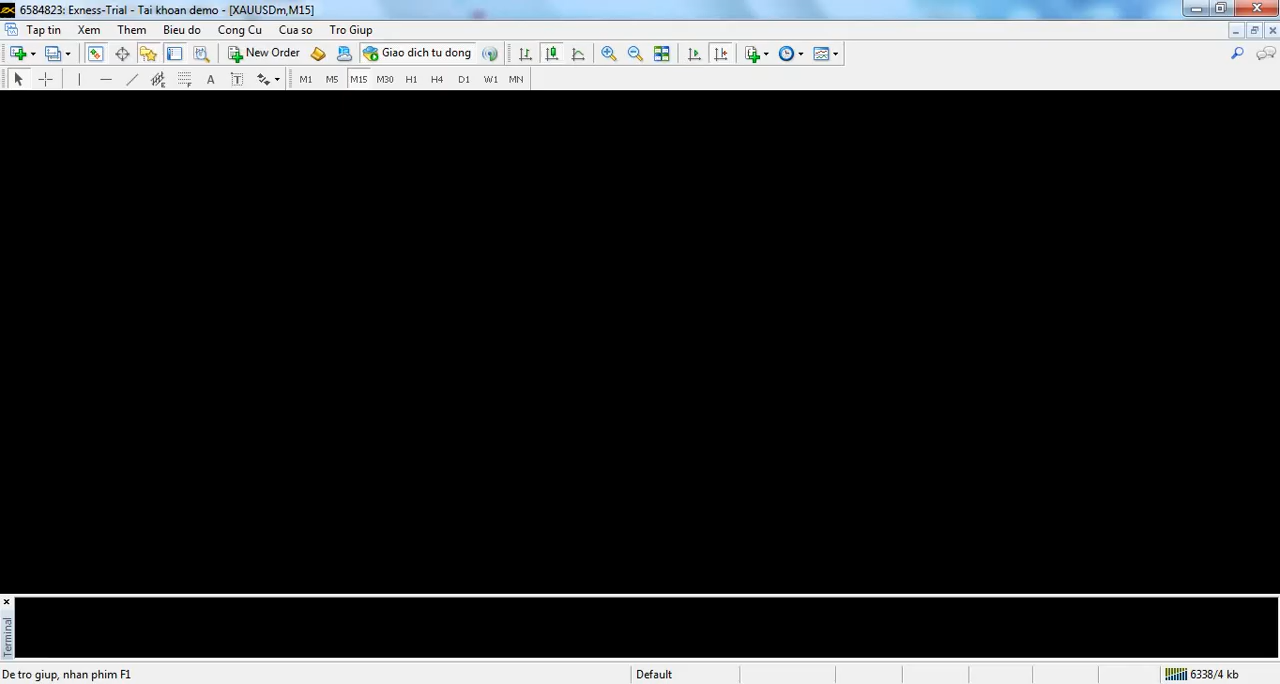 6584823: Exness-Trial - Tai khoan demo - [XAUUSDm,M15]
Tap tin Xem Them Bieu do Cong Cu Cua so Tro Giup
New Order Giao dich tu dong
E F A T M1 M5 M15 M30 H1 H4 D1 W1 MN
Terminal
De tro giup, nhan phim F1 Default 6338/4 kb